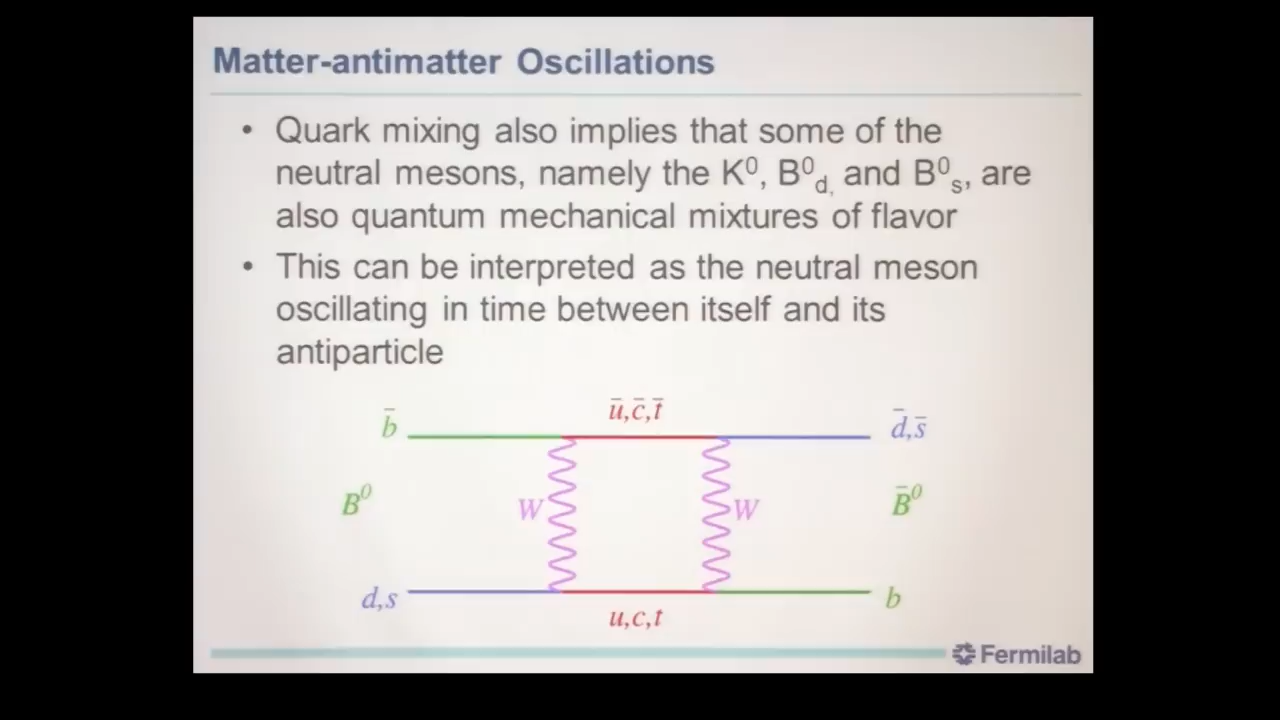 Matter-antimatter Oscillations
• Quark mixing also implies that some of the
neutral mesons, namely the K⁰, B⁰d, and B⁰s, are
also quantum mechanical mixtures of flavor
• This can be interpreted as the neutral meson
oscillating in time between itself and its
antiparticle
b̄
ū,c̄,t̄
d̄,s̄
B⁰
W
W
B̄⁰
d,s
u,c,t
b
Fermilab